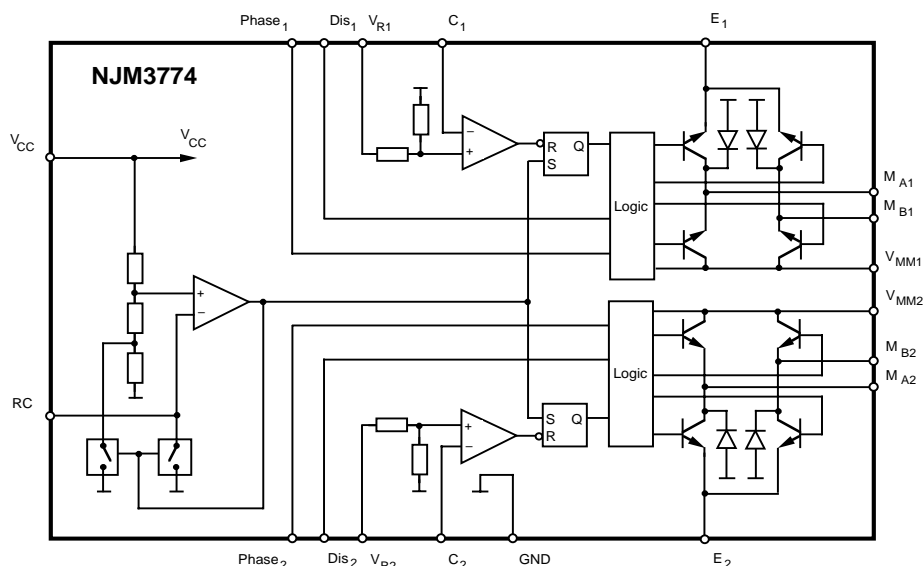 Phase1 Dis1 VR1 C1 E1
NJM3774
VCC VCC
− +
R Q
S
Logic
MA1
MB1
VMM1
+
−
VMM2
MB2
Logic
MA2
RC
S Q
R
+
−
Phase2 Dis2 VR2 C2 GND E2